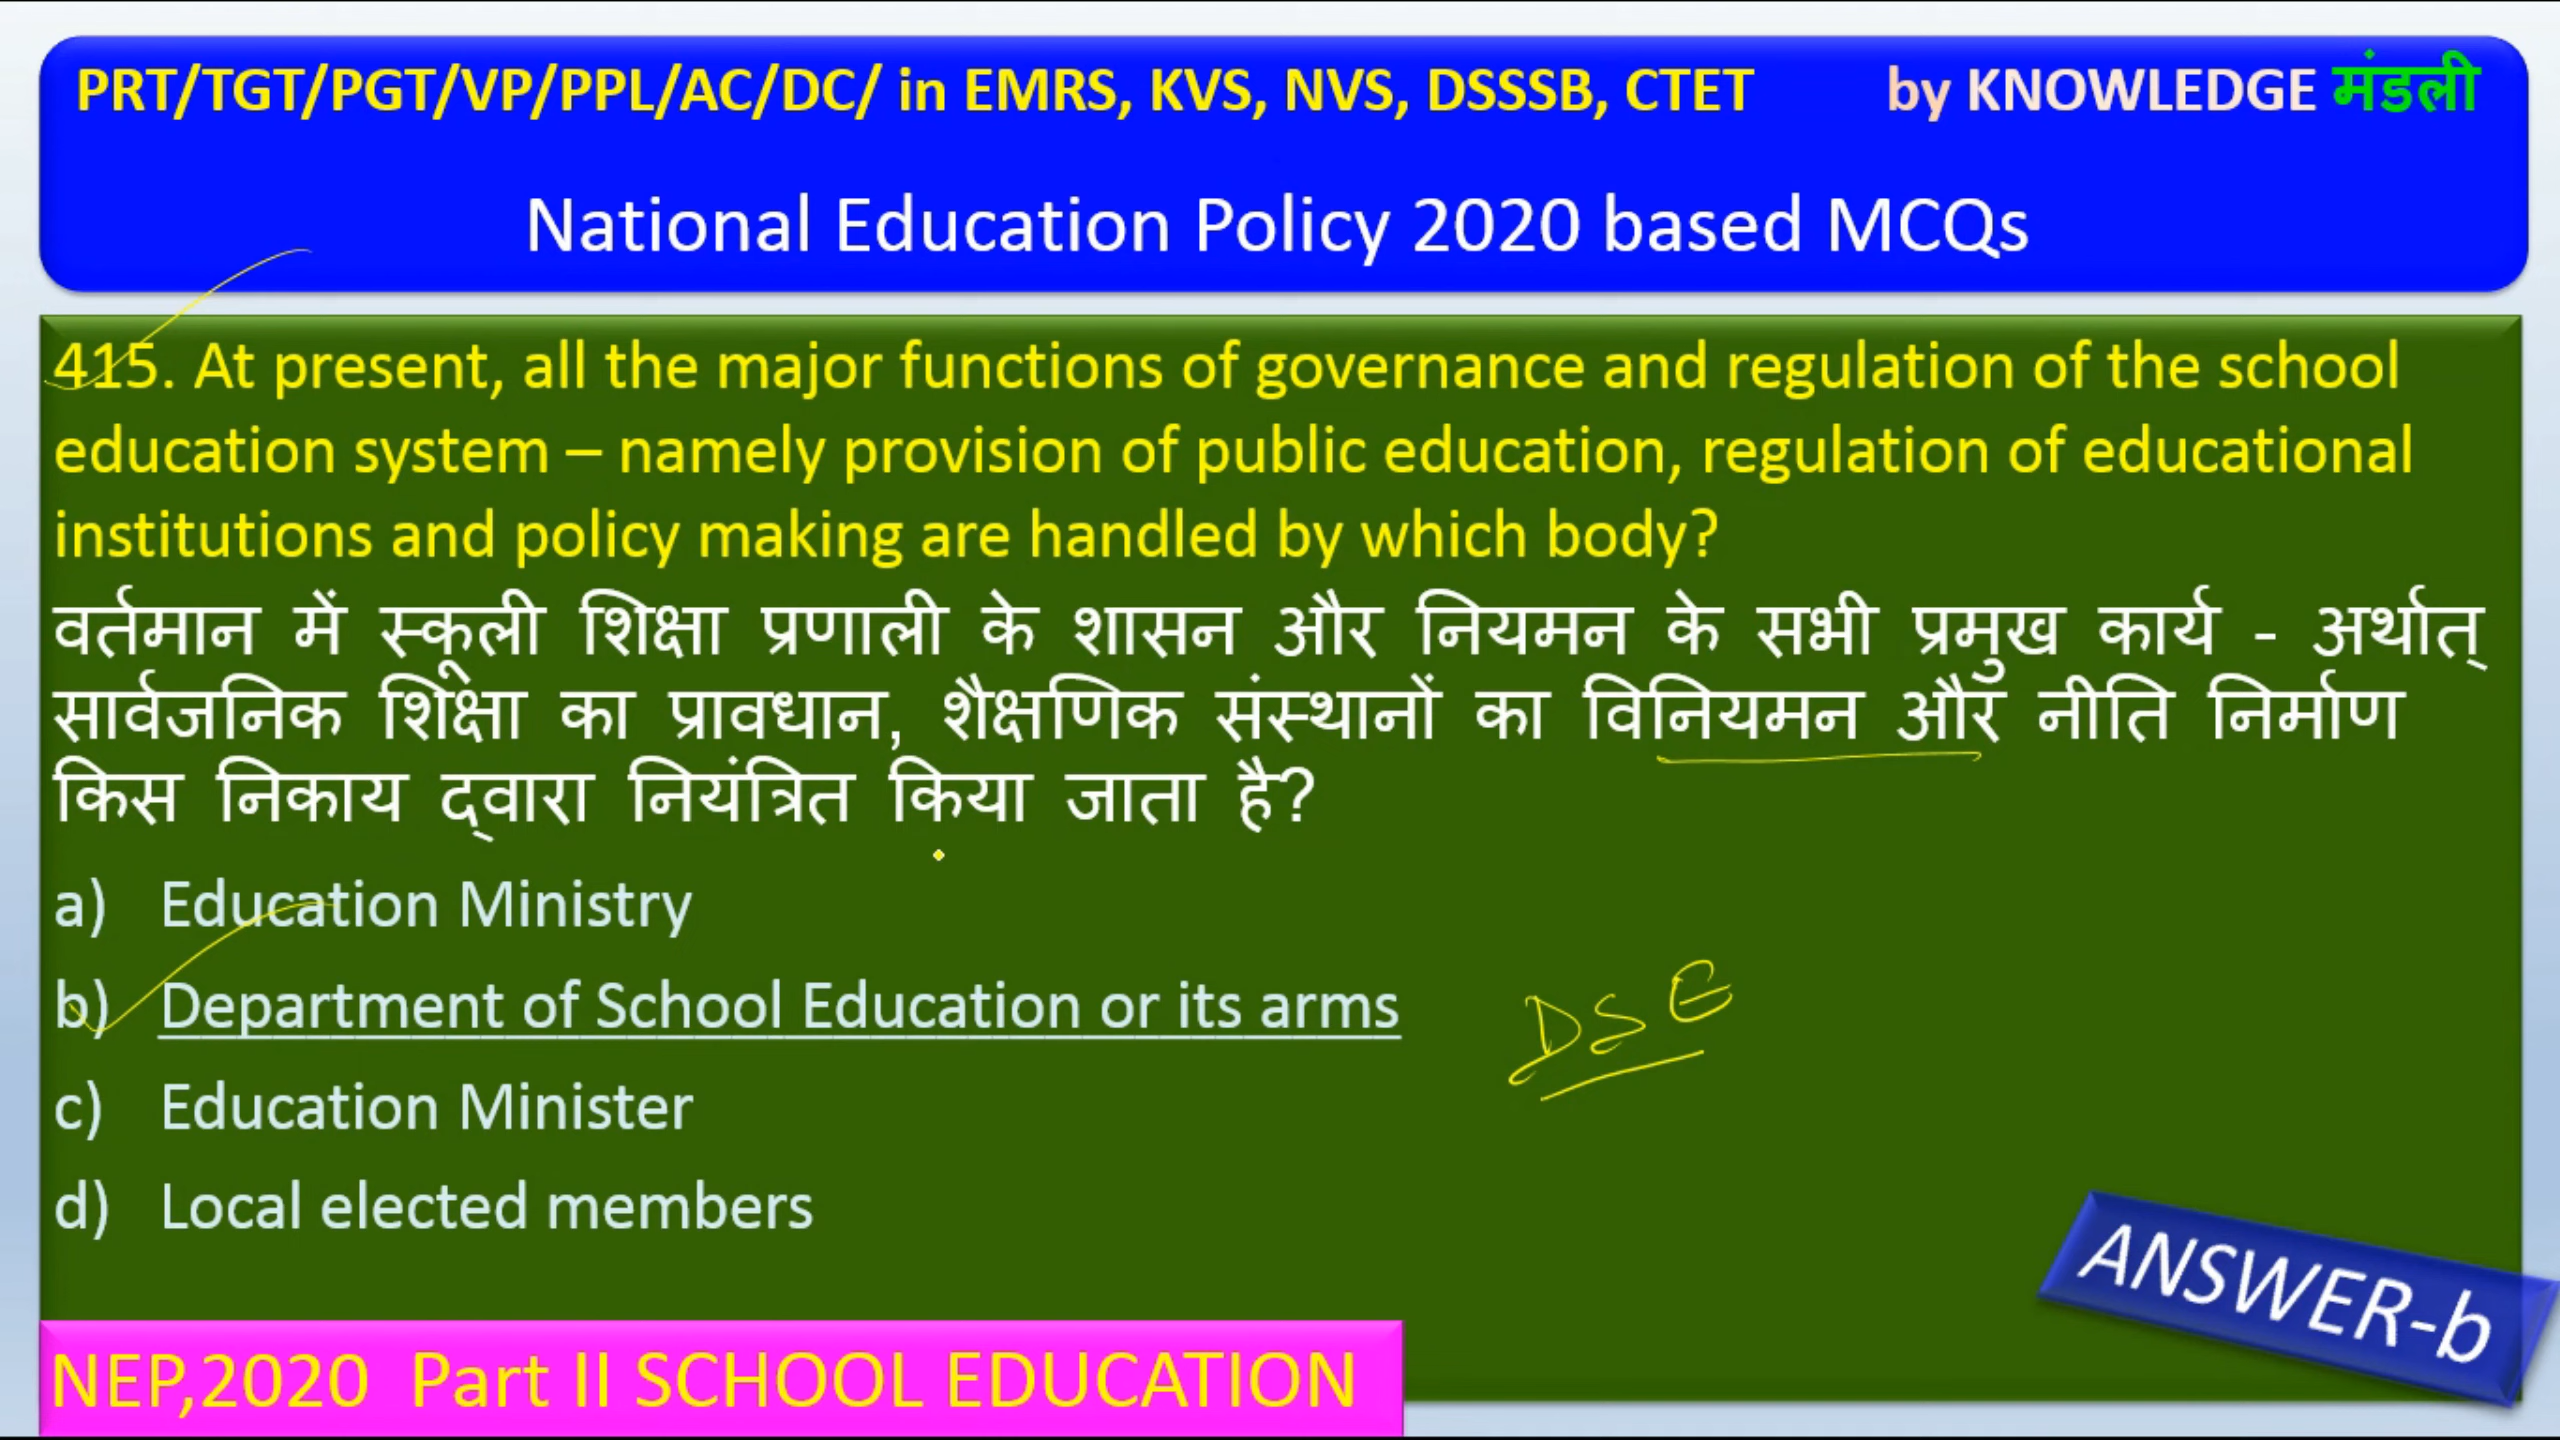 PRT/TGT/PGT/VP/PPL/AC/DC/ in EMRS, KVS, NVS, DSSSB, CTET by KNOWLEDGE मंडली
National Education Policy 2020 based MCQs
415. At present, all the major functions of governance and regulation of the school
education system – namely provision of public education, regulation of educational
institutions and policy making are handled by which body?
वर्तमान में स्कूली शिक्षा प्रणाली के शासन और नियमन के सभी प्रमुख कार्य - अर्थात्
सार्वजनिक शिक्षा का प्रावधान, शैक्षणिक संस्थानों का विनियमन और नीति निर्माण
किस निकाय द्वारा नियंत्रित किया जाता है?
a) Education Ministry
b) Department of School Education or its arms
DSE
c) Education Minister
d) Local elected members
ANSWER-b
NEP,2020 Part II SCHOOL EDUCATION